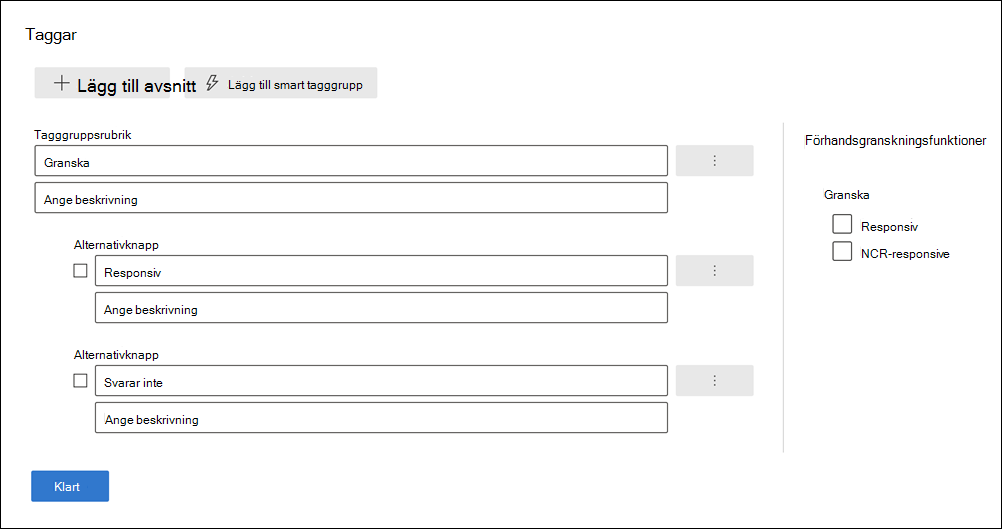 Taggar
Lägg till avsnitt
Lägg till smart tagggrupp
Tagggruppsrubrik
Granska
Ange beskrivning
Alternativknapp
Responsiv
Ange beskrivning
Alternativknapp
Svarar inte
Ange beskrivning
Klart
Förhandsgranskningsfunktioner
Granska
Responsiv
NCR-responsive